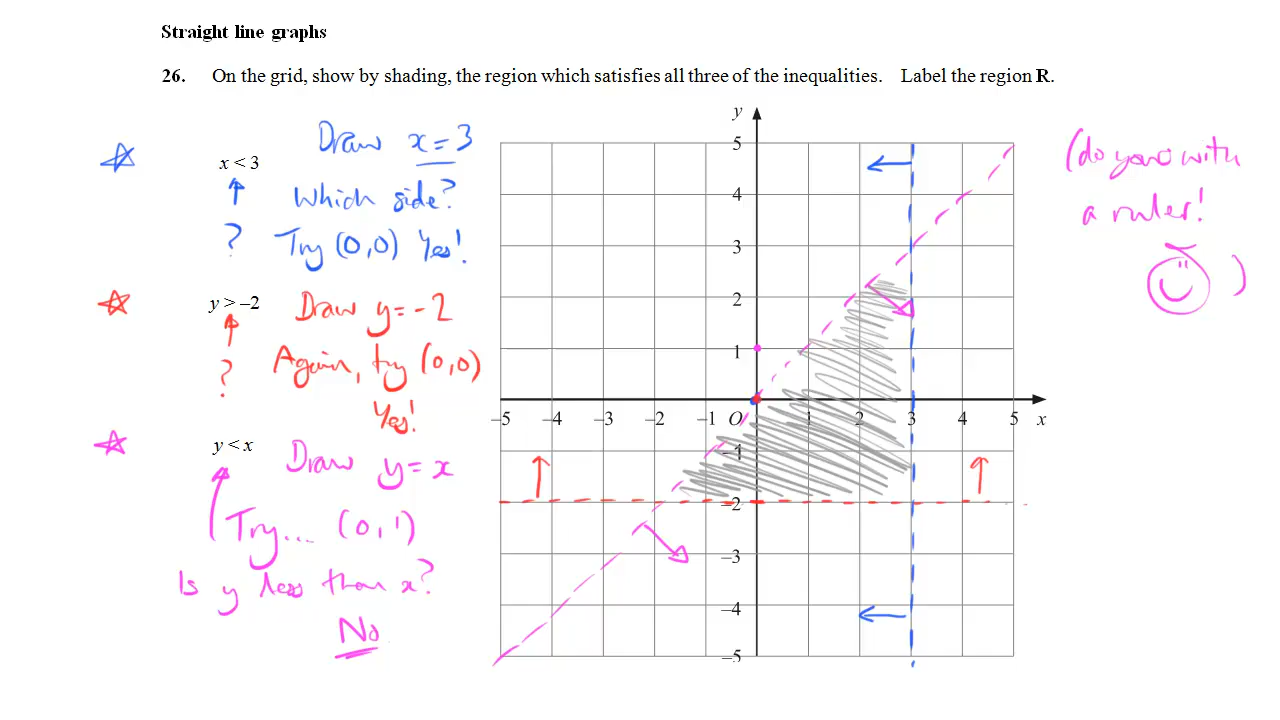 Straight line graphs
26. On the grid, show by shading, the region which satisfies all three of the inequalities. Label the region R.
x < 3
Draw x = 3
Which side?
? Try (0,0) Yes!
y > –2
Draw y = -2
? Again, try (0,0)
Yes!
y < x
Draw y = x
Try... (0,1)
Is y less than x?
No
y
5
4
3
2
1
–5 –4 –3 –2 –1 O 1 2 3 4 5 x
–1
–2
–3
–4
–5
(do yours with
a ruler!
)